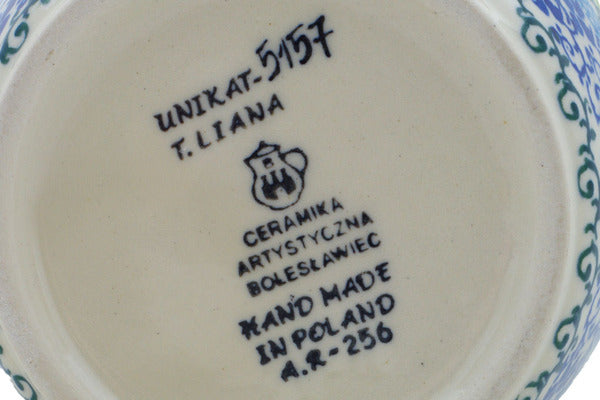 UNIKAT-5157
T. LIANA
CERAMIKA
ARTYSTYCZNA
BOLESŁAWIEC
HAND MADE
IN POLAND
A.R-256